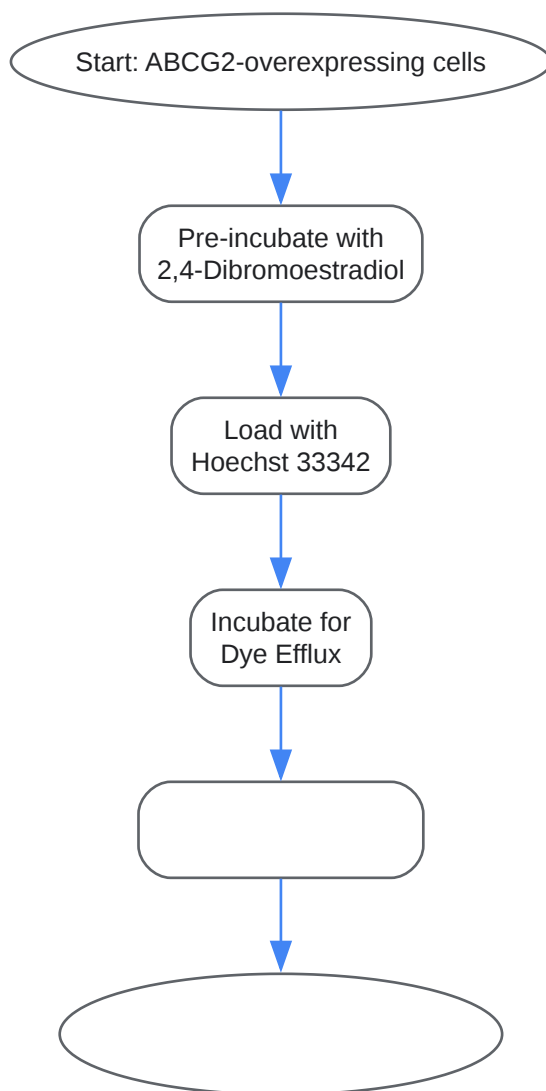 Start: ABCG2-overexpressing cells
Pre-incubate with
2,4-Dibromoestradiol
Load with
Hoechst 33342
Incubate for
Dye Efflux